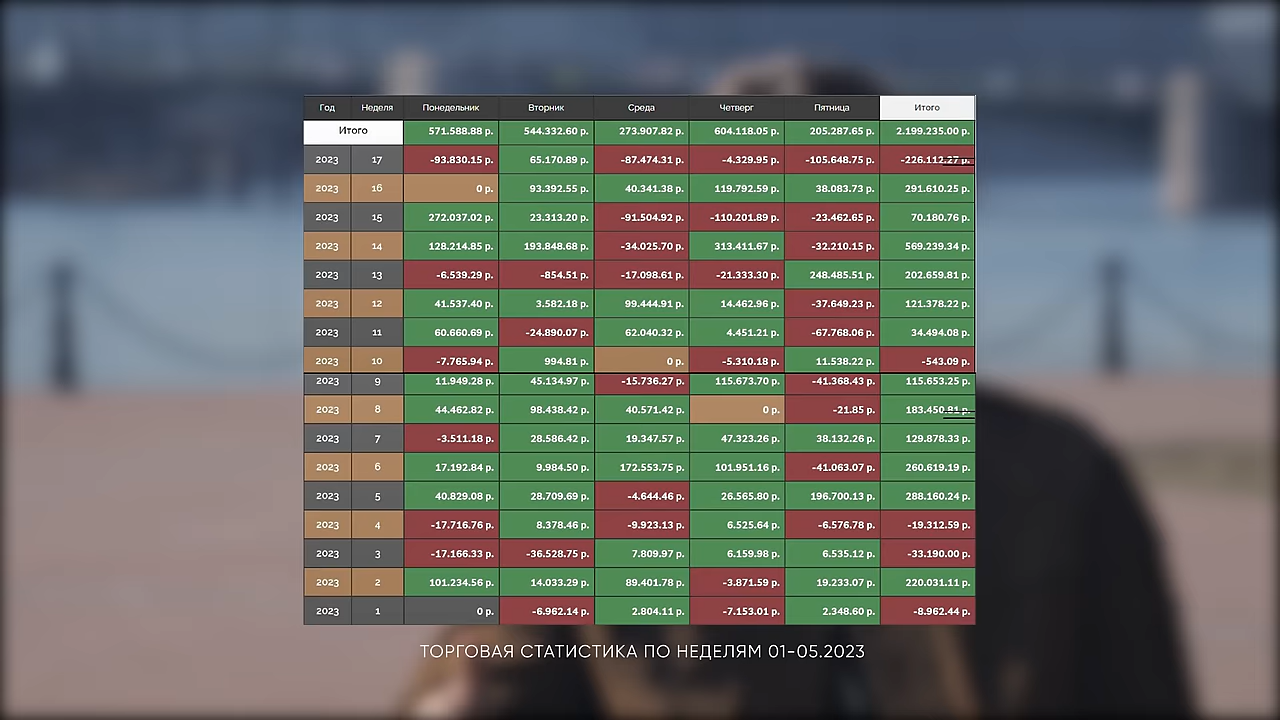 Год Неделя Понедельник Вторник Среда Четверг Пятница Итого
Итого 571.588.88 р. 544.332.60 р. 273.907.82 р. 604.118.05 р. 205.287.65 р. 2.199.235.00 р.
2023 17 -93.830.15 р. 65.170.89 р. -87.474.31 р. -4.329.95 р. -105.648.75 р. -226.112.27 р.
2023 16 0 р. 93.392.55 р. 40.341.38 р. 119.792.59 р. 38.083.73 р. 291.610.25 р.
2023 15 272.037.02 р. 23.313.20 р. -91.504.92 р. -110.201.89 р. -23.462.65 р. 70.180.76 р.
2023 14 128.214.85 р. 193.848.68 р. -34.025.70 р. 313.411.67 р. -32.210.15 р. 569.239.34 р.
2023 13 -6.539.29 р. -854.51 р. -17.098.61 р. -21.333.30 р. 248.485.51 р. 202.659.81 р.
2023 12 41.537.40 р. 3.582.18 р. 99.444.91 р. 14.462.96 р. -37.649.23 р. 121.378.22 р.
2023 11 60.660.69 р. -24.890.07 р. 62.040.32 р. 4.451.21 р. -67.768.06 р. 34.494.08 р.
2023 10 -7.765.94 р. 994.81 р. 0 р. -5.310.18 р. 11.538.22 р. -543.09 р.
2023 9 11.949.28 р. 45.134.97 р. -15.736.27 р. 115.673.70 р. -41.368.43 р. 115.653.25 р.
2023 8 44.462.82 р. 98.438.42 р. 40.571.42 р. 0 р. -21.85 р. 183.450.81 р.
2023 7 -3.511.18 р. 28.586.42 р. 19.347.57 р. 47.323.26 р. 38.132.26 р. 129.878.33 р.
2023 6 17.192.84 р. 9.984.50 р. 172.553.75 р. 101.951.16 р. -41.063.07 р. 260.619.19 р.
2023 5 40.829.08 р. 28.709.69 р. -4.644.46 р. 26.565.80 р. 196.700.13 р. 288.160.24 р.
2023 4 -17.716.76 р. 8.378.46 р. -9.923.13 р. 6.525.64 р. -6.576.78 р. -19.312.59 р.
2023 3 -17.166.33 р. -36.528.75 р. 7.809.97 р. 6.159.98 р. 6.535.12 р. -33.190.00 р.
2023 2 101.234.56 р. 14.033.29 р. 89.401.78 р. -3.871.59 р. 19.233.07 р. 220.031.11 р.
2023 1 0 р. -6.962.14 р. 2.804.11 р. -7.153.01 р. 2.348.60 р. -8.962.44 р.
ТОРГОВАЯ СТАТИСТИКА ПО НЕДЕЛЯМ 01-05.2023